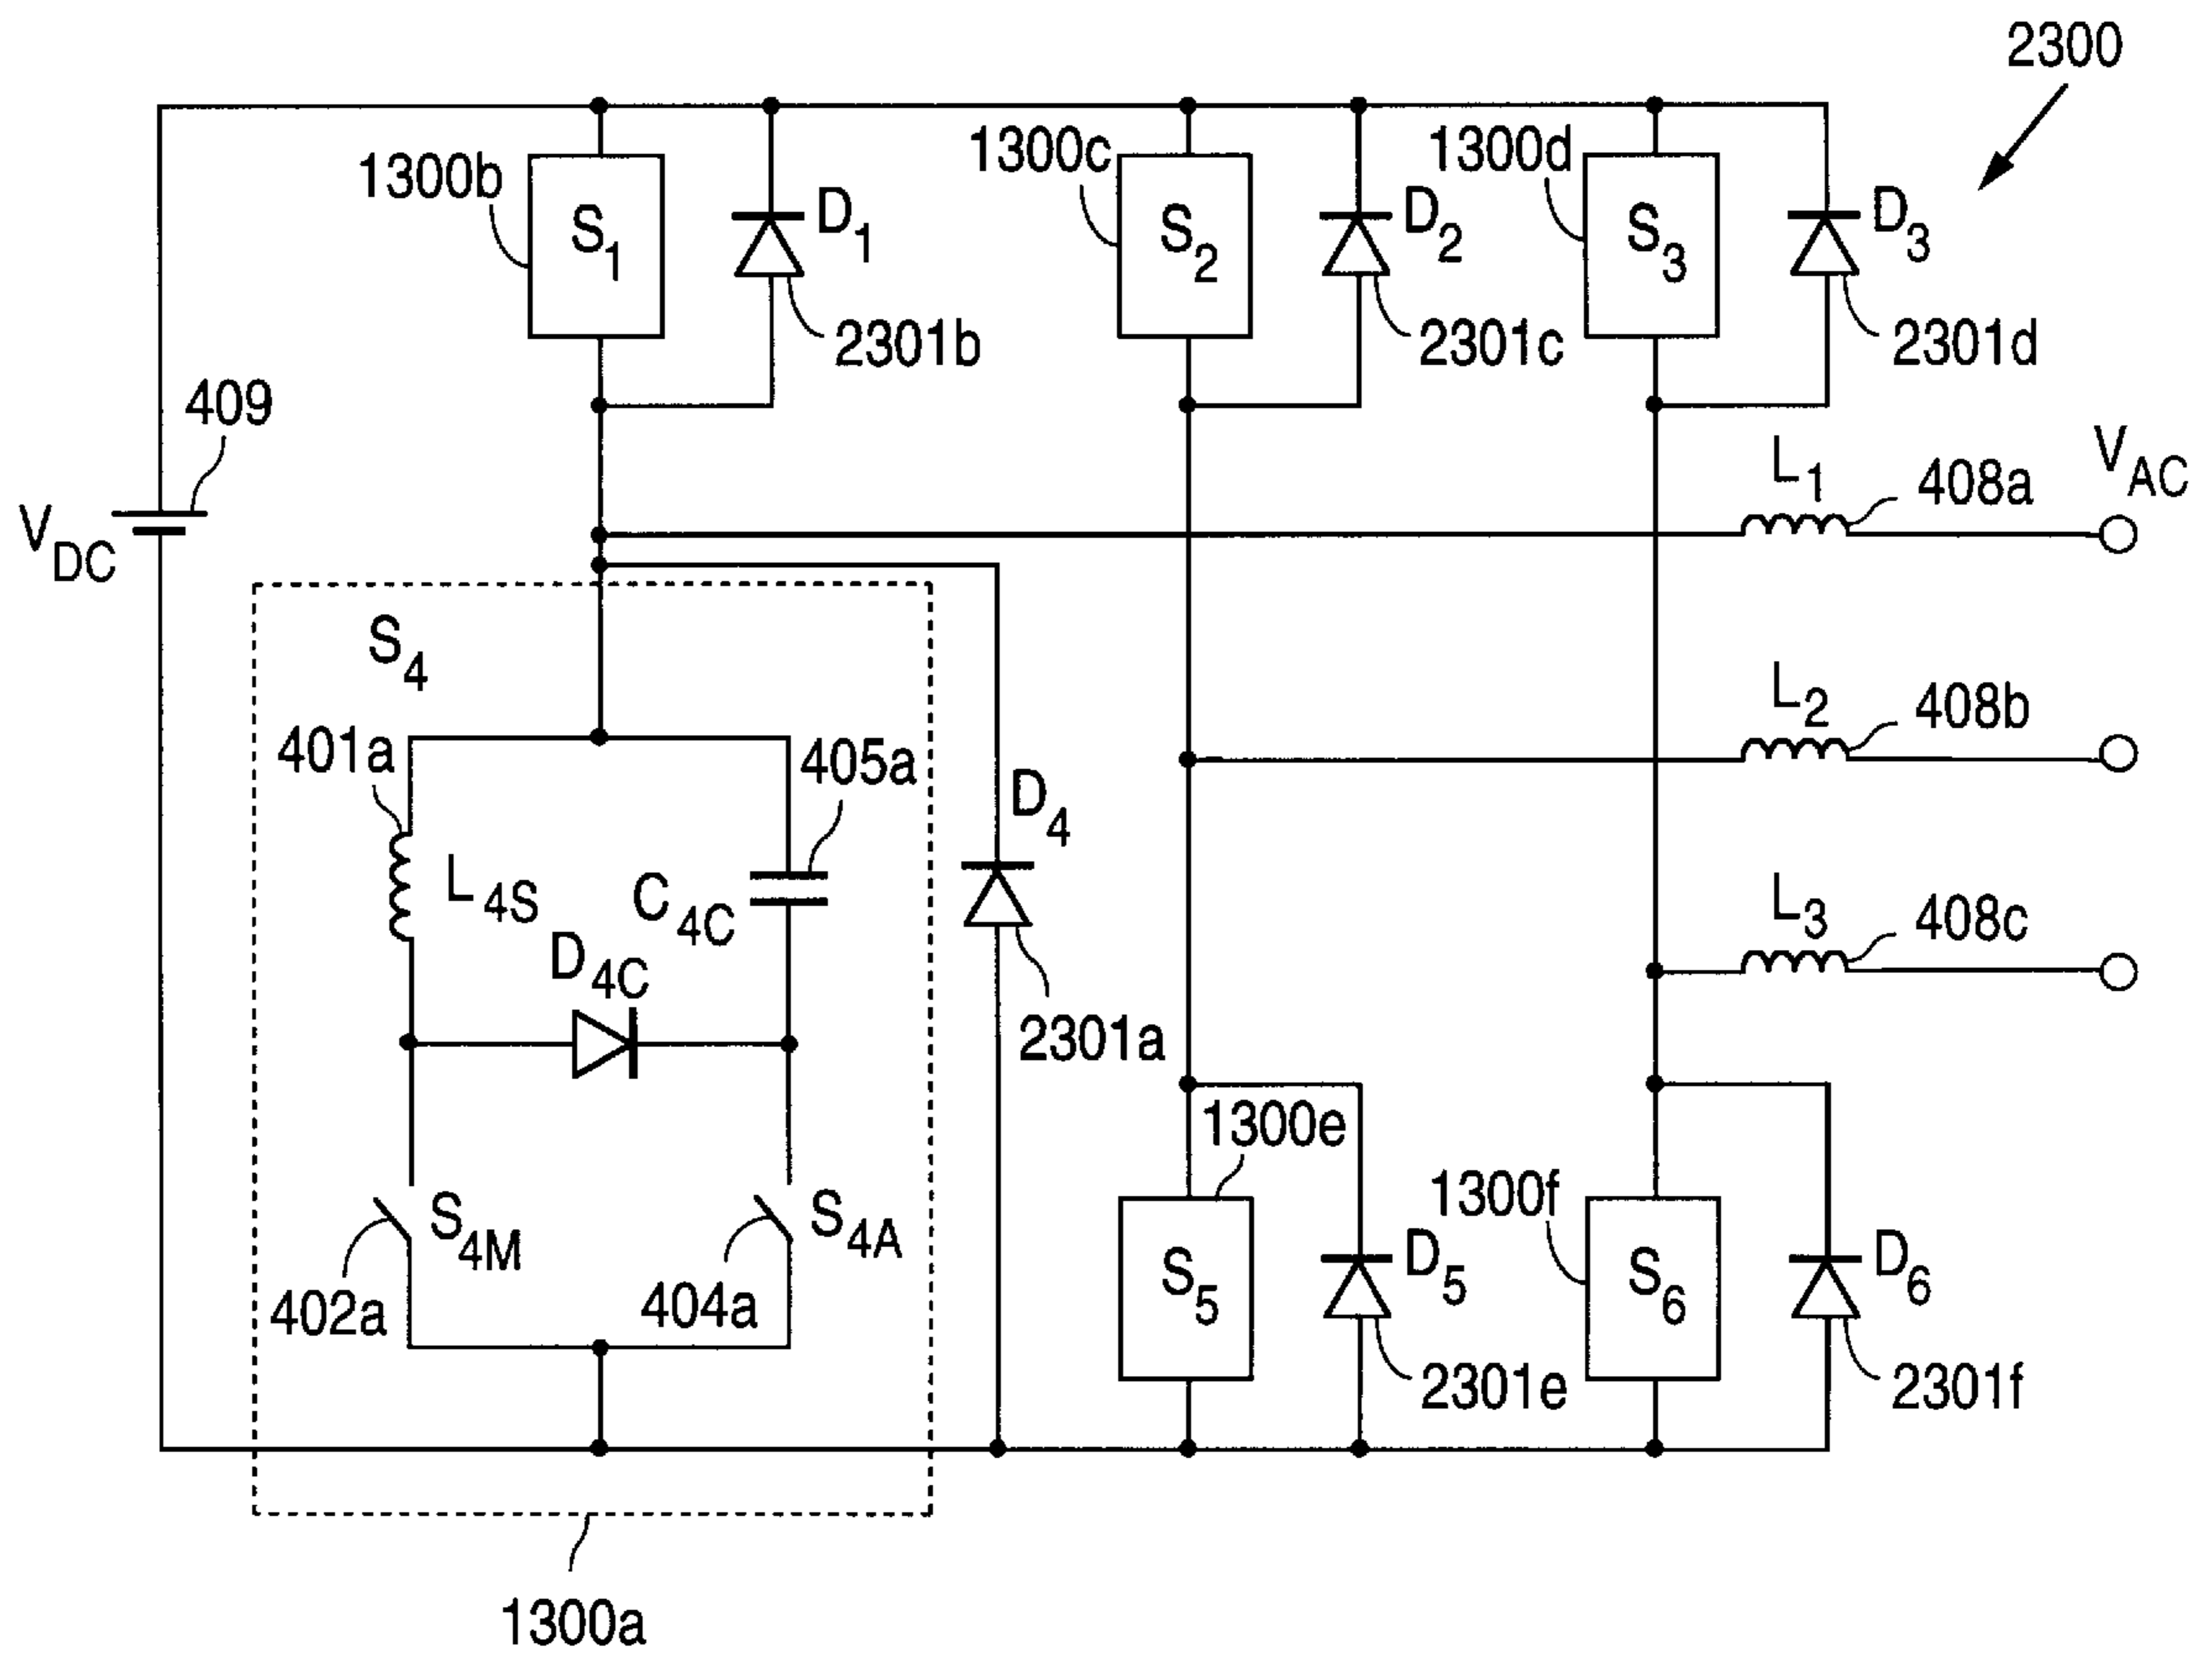 2300
1300b
S1
D1
2301b
1300c
S2
D2
2301c
1300d
S3
D3
2301d
409
VDC
L1
408a
VAC
S4
401a
L4S
405a
C4C
D4C
D4
2301a
L2
408b
L3
408c
S4M
402a
S4A
404a
1300e
S5
D5
2301e
1300f
S6
D6
2301f
1300a